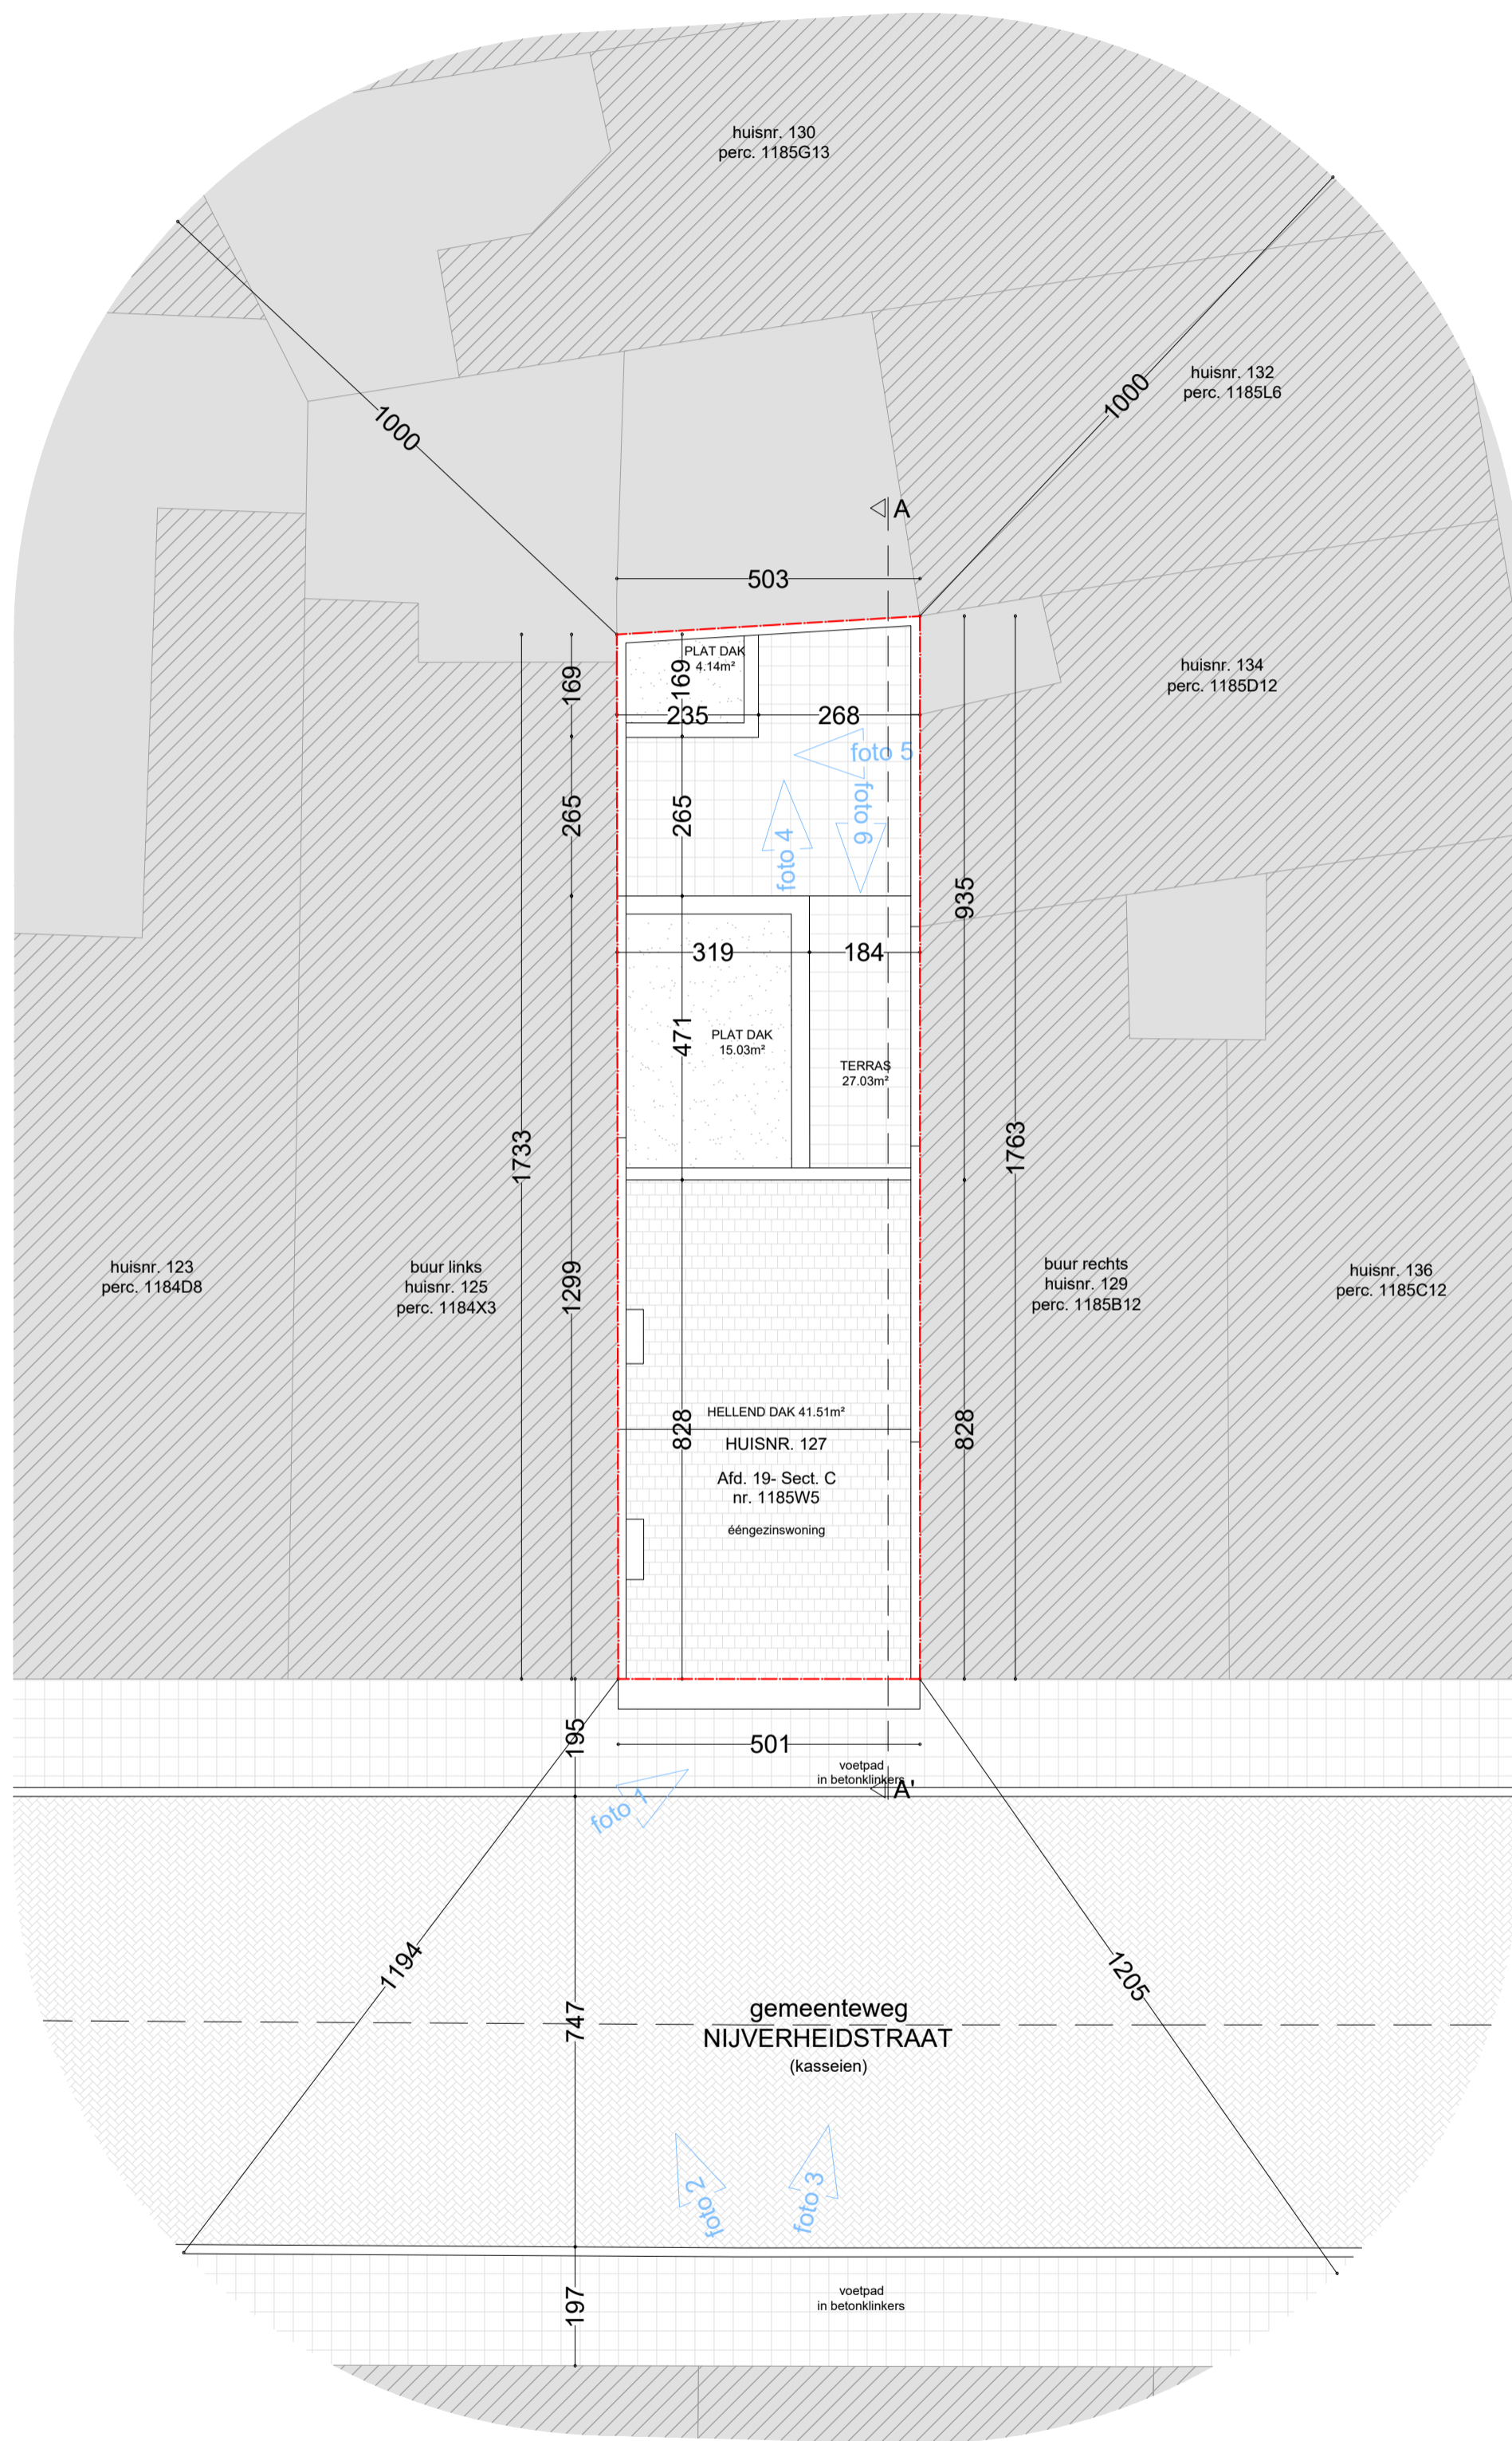 huisnr. 130
perc. 1185G13
huisnr. 132
perc. 1185L6
1000
1000
A
503
huisnr. 134
perc. 1185D12
PLAT DAK
4.14m²
169
169
235
268
foto 5
foto 6
foto 4
265
265
935
319
184
471
PLAT DAK
15.03m²
TERRAS
27.03m²
1733
1763
huisnr. 123
perc. 1184D8
buur links
huisnr. 125
perc. 1184X3
1299
buur rechts
huisnr. 129
perc. 1185B12
huisnr. 136
perc. 1185C12
HELLEND DAK 41.51m²
828
828
HUISNR. 127
Afd. 19- Sect. C
nr. 1185W5
ééngezinswoning
195
501
voetpad
in betonklinkers
A'
foto 1
1194
1205
747
gemeenteweg
NIJVERHEIDSTRAAT
(kasseien)
foto 2
foto 3
197
voetpad
in betonklinkers